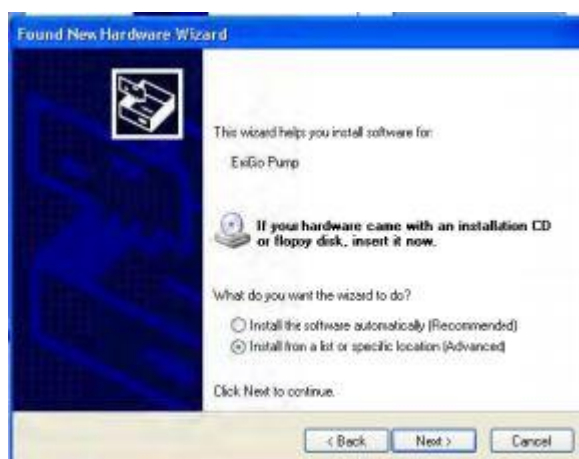 Found New Hardware Wizard
This wizard helps you install software for:
ExiGo Pump
If your hardware came with an installation CD
or floppy disk, insert it now.
What do you want the wizard to do?
Install the software automatically (Recommended)
Install from a list or specific location (Advanced)
Click Next to continue.
< Back
Next >
Cancel